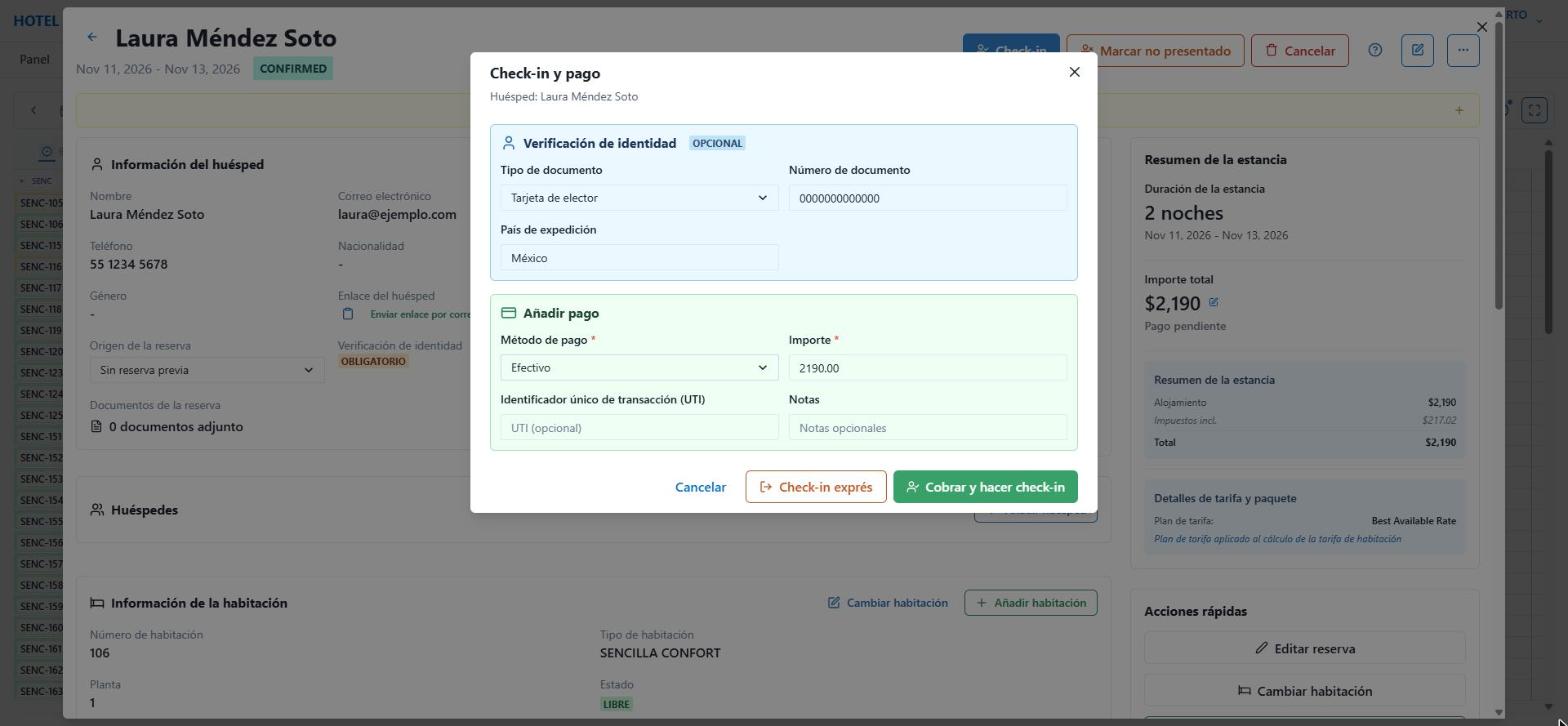 HOTEL
RTO
Panel
Laura Méndez Soto
Check-in
Marcar no presentado
Cancelar
Nov 11, 2026 - Nov 13, 2026
CONFIRMED
SENC
SENC-105
SENC-106
SENC-115
SENC-116
SENC-117
SENC-118
SENC-119
SENC-120
SENC-123
SENC-124
SENC-125
SENC-151
SENC-152
SENC-153
SENC-154
SENC-155
SENC-156
SENC-157
SENC-158
SENC-159
SENC-160
SENC-161
SENC-162
SENC-163
Información del huésped
Nombre
Laura Méndez Soto
Correo electrónico
laura@ejemplo.com
Teléfono
55 1234 5678
Nacionalidad
-
Género
-
Enlace del huésped
Enviar enlace por corre
Origen de la reserva
Sin reserva previa
Verificación de identidad
OBLIGATORIO
Documentos de la reserva
0 documentos adjunto
Huéspedes
Información de la habitación
Cambiar habitación
Añadir habitación
Número de habitación
106
Tipo de habitación
SENCILLA CONFORT
Planta
1
Estado
LIBRE
Check-in y pago
Huésped: Laura Méndez Soto
Verificación de identidad
OPCIONAL
Tipo de documento
Tarjeta de elector
Número de documento
0000000000000
País de expedición
México
Añadir pago
Método de pago *
Efectivo
Importe *
2190.00
Identificador único de transacción (UTI)
UTI (opcional)
Notas
Notas opcionales
Cancelar
Check-in exprés
Cobrar y hacer check-in
Resumen de la estancia
Duración de la estancia
2 noches
Nov 11, 2026 - Nov 13, 2026
Importe total
$2,190
Pago pendiente
Resumen de la estancia
Alojamiento $2,190
Impuestos incl. $217.02
Total $2,190
Detalles de tarifa y paquete
Plan de tarifa: Best Available Rate
Plan de tarifa aplicado al cálculo de la tarifa de habitación
Acciones rápidas
Editar reserva
Cambiar habitación